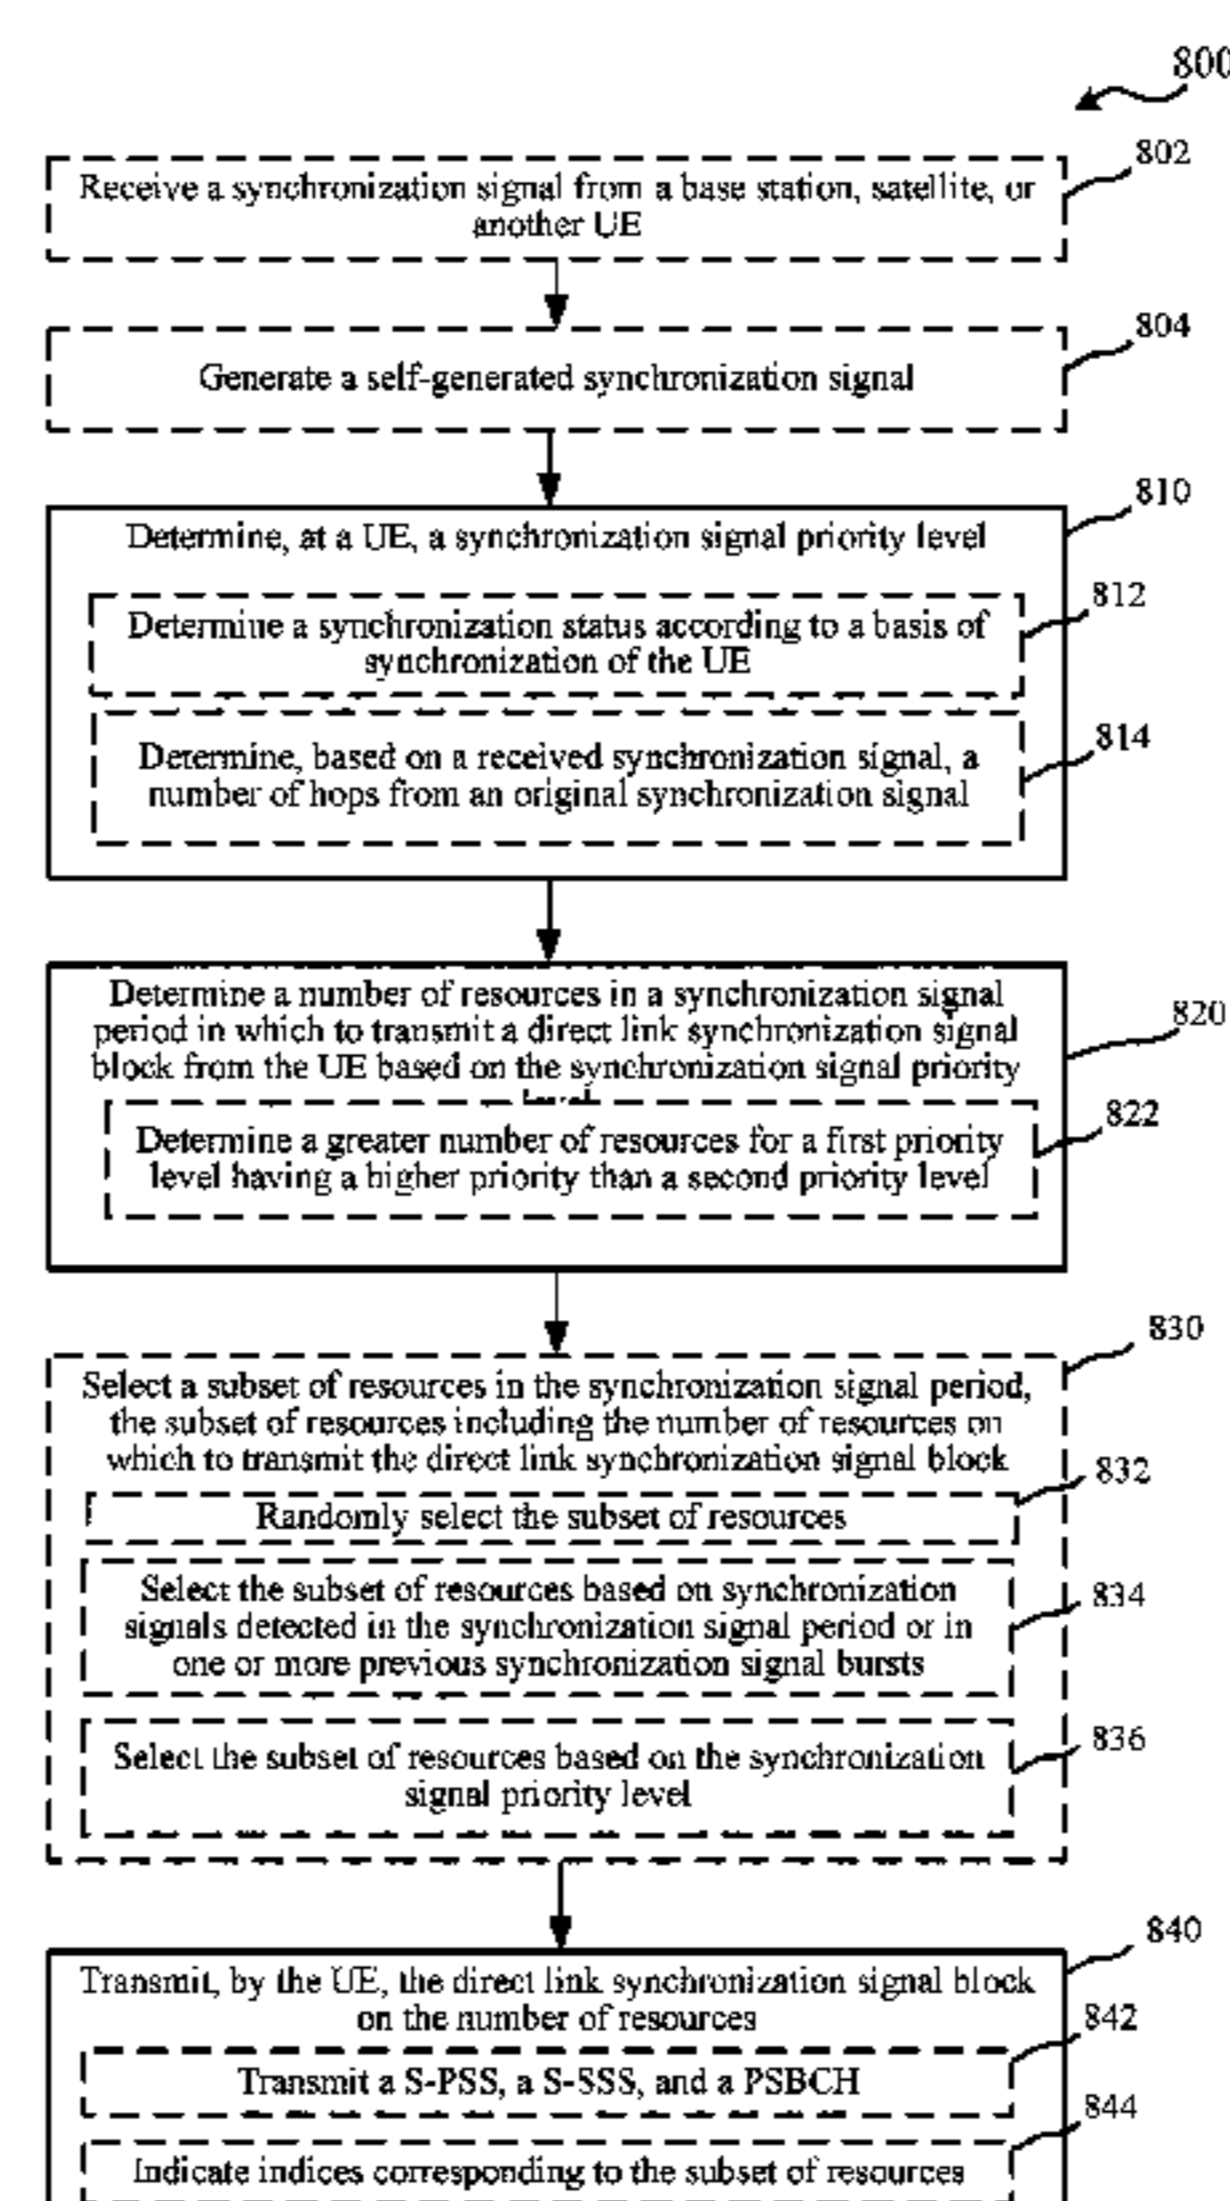 800
802
Receive a synchronization signal from a base station, satellite, or
another UE
804
Generate a self-generated synchronization signal
810
Determine, at a UE, a synchronization signal priority level
812
Determine a synchronization status according to a basis of
synchronization of the UE
814
Determine, based on a received synchronization signal, a
number of hops from an original synchronization signal
820
Determine a number of resources in a synchronization signal
period in which to transmit a direct link synchronization signal
block from the UE based on the synchronization signal priority
822
Determine a greater number of resources for a first priority
level having a higher priority than a second priority level
830
Select a subset of resources in the synchronization signal period,
the subset of resources including the number of resources on
which to transmit the direct link synchronization signal block
832
Randomly select the subset of resources
834
Select the subset of resources based on synchronization
signals detected in the synchronization signal period or in
one or more previous synchronization signal bursts
836
Select the subset of resources based on the synchronization
signal priority level
840
Transmit, by the UE, the direct link synchronization signal block
on the number of resources
842
Transmit a S-PSS, a S-SSS, and a PSBCH
844
Indicate indices corresponding to the subset of resources